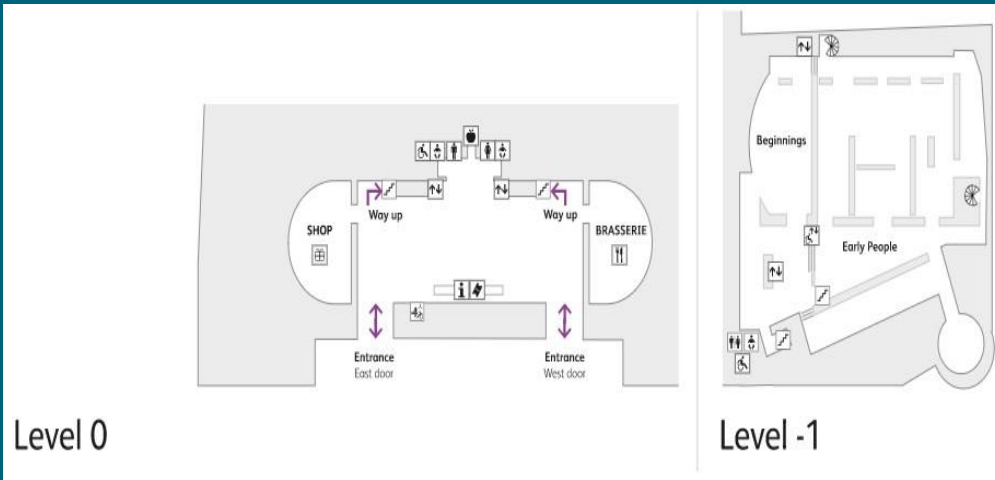 Way up
Way up
SHOP
BRASSERIE
Entrance
East door
Entrance
West door
Level 0
Beginnings
Early People
Level -1